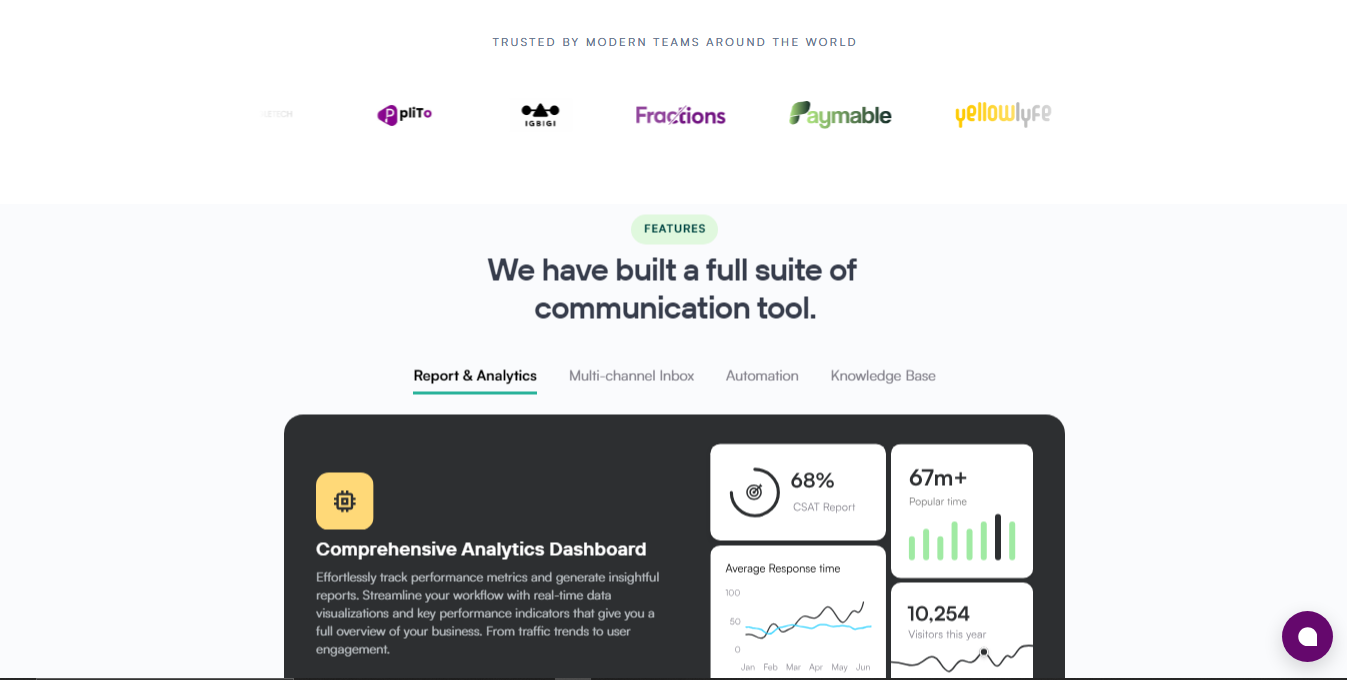 TRUSTED BY MODERN TEAMS AROUND THE WORLD
pliTo
IGBIGI
Fractions
Paymable
yellowlyfe
FEATURES
We have built a full suite of
communication tool.
Report & Analytics
Multi-channel Inbox
Automation
Knowledge Base
Comprehensive Analytics Dashboard
Effortlessly track performance metrics and generate insightful
reports. Streamline your workflow with real-time data
visualizations and key performance indicators that give you a
full overview of your business. From traffic trends to user
engagement.
68%
CSAT Report
67m+
Popular time
Average Response time
100
50
0
Jan Feb Mar Apr May Jun
10,254
Visitors this year